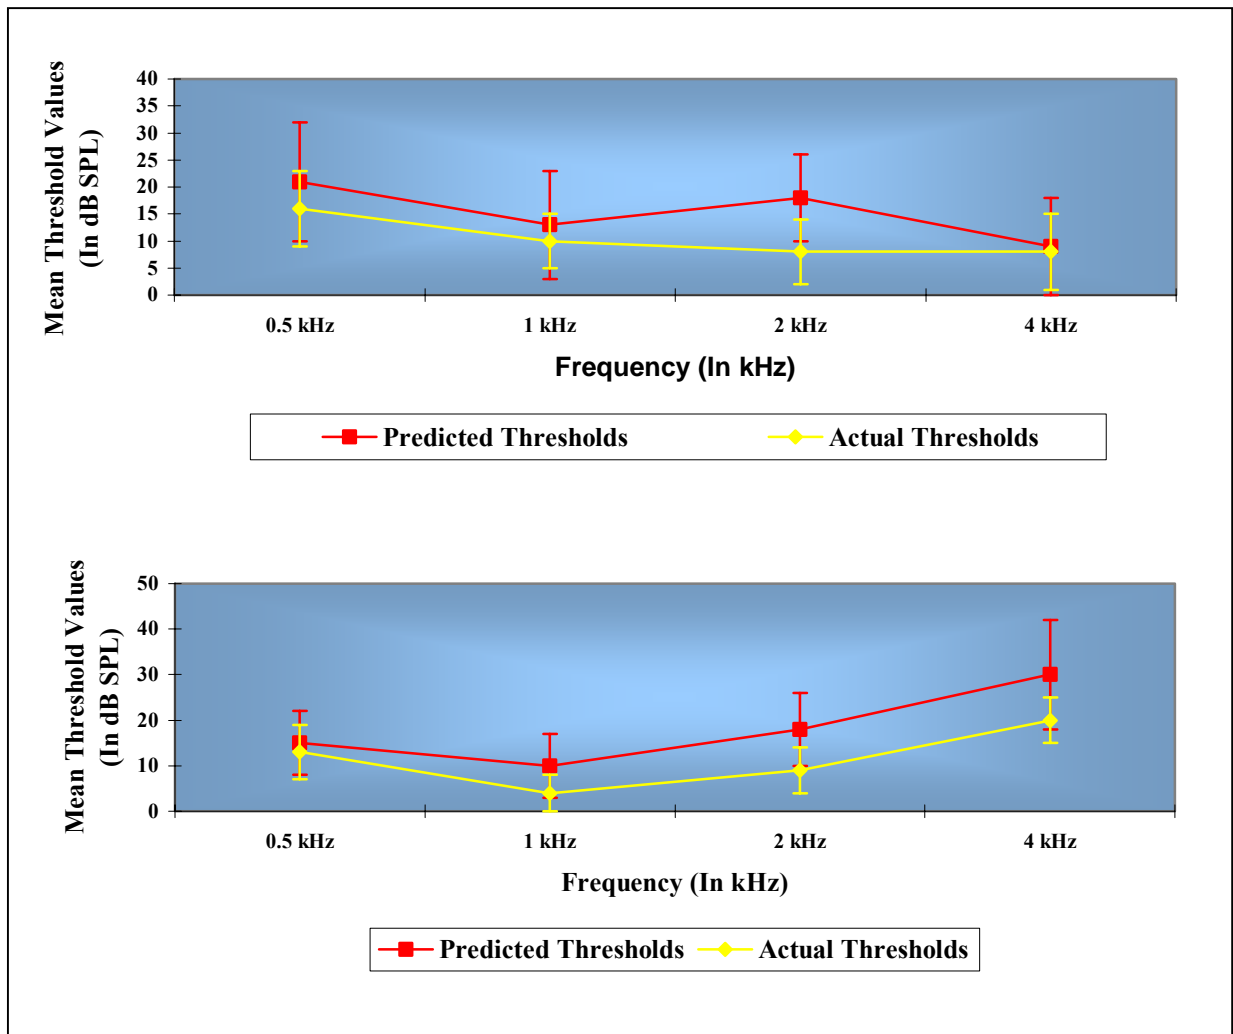 Mean Threshold Values
(In dB SPL)
40
35
30
25
20
15
10
5
0
0.5 kHz 1 kHz 2 kHz 4 kHz
Frequency (In kHz)
Predicted Thresholds Actual Thresholds
Mean Threshold Values
(In dB SPL)
50
40
30
20
10
0
0.5 kHz 1 kHz 2 kHz 4 kHz
Frequency (In kHz)
Predicted Thresholds Actual Thresholds